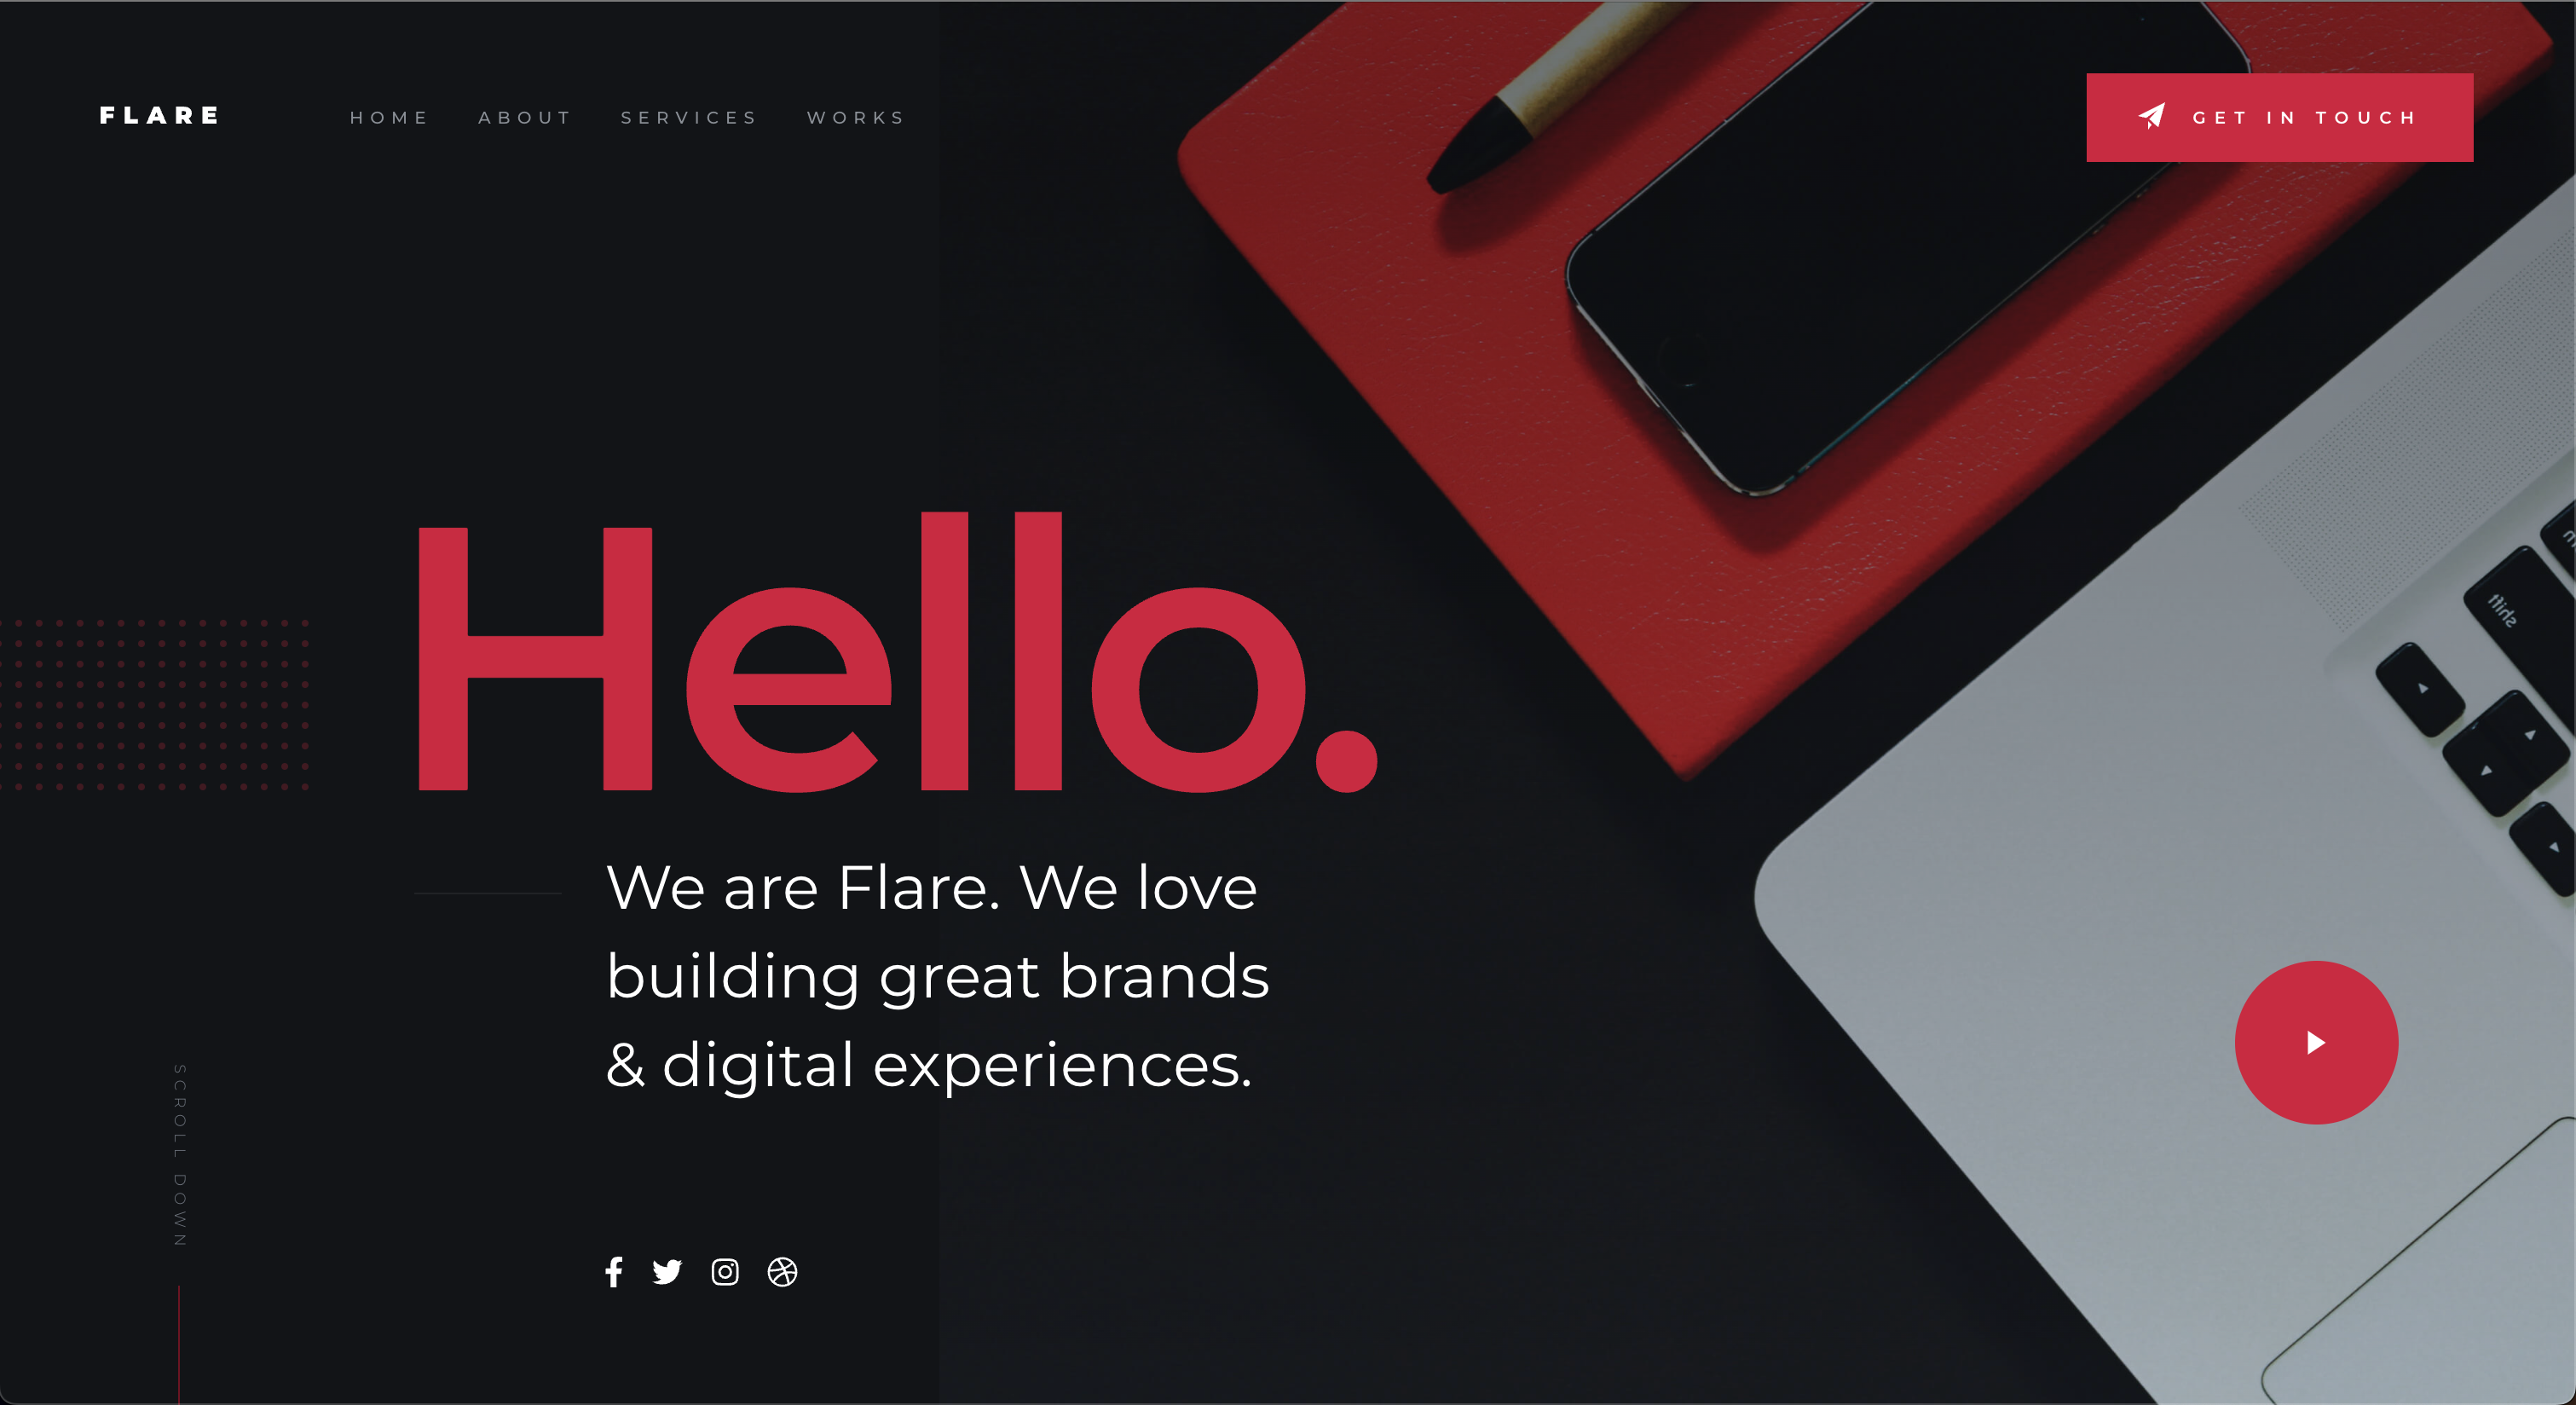 FLARE
HOME ABOUT SERVICES WORKS
GET IN TOUCH
Hello.
We are Flare. We love
building great brands
& digital experiences.
SCROLL DOWN
shift